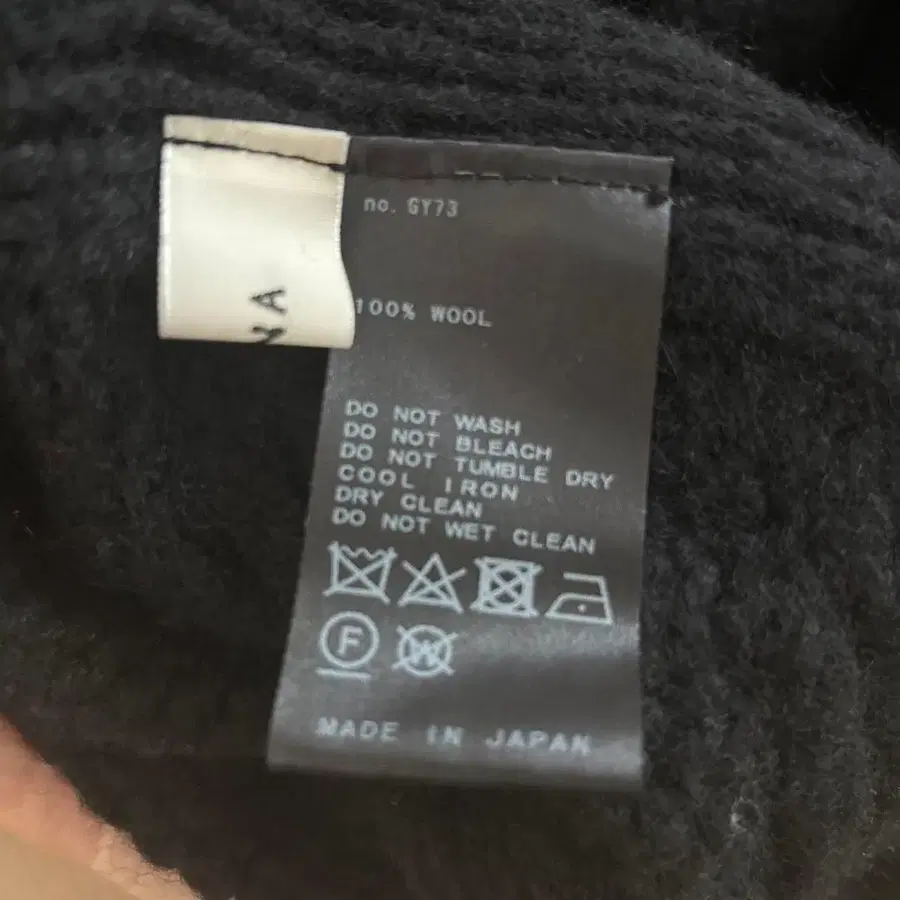 no. GY73
NA
100% WOOL
DO NOT WASH
DO NOT BLEACH
DO NOT TUMBLE DRY
COOL IRON
DRY CLEAN
DO NOT WET CLEAN
F W
MADE IN JAPAN